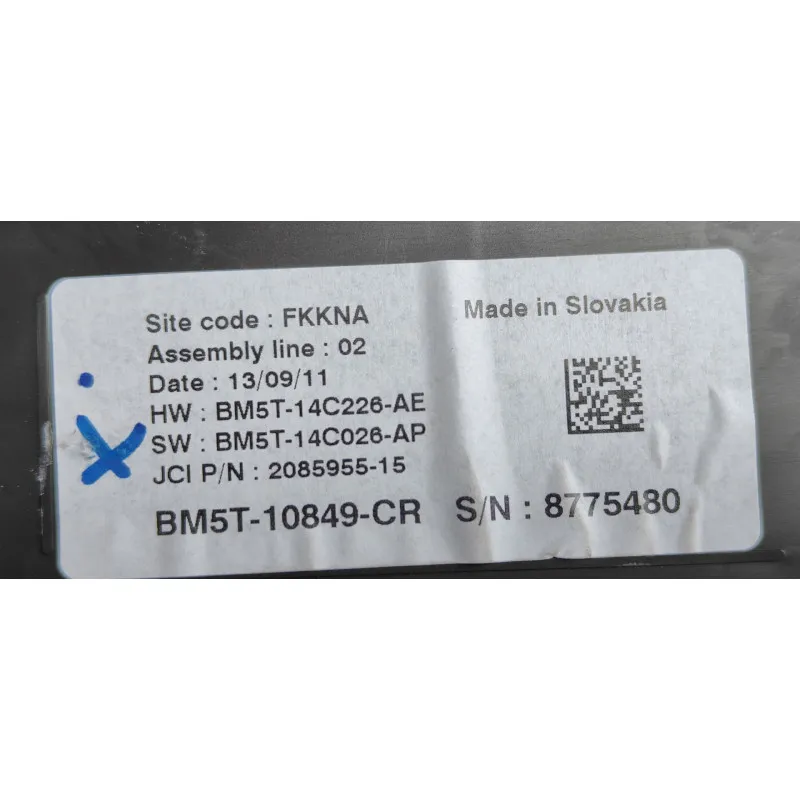 Site code : FKKNA
Made in Slovakia
Assembly line : 02
Date : 13/09/11
HW : BM5T-14C226-AE
SW : BM5T-14C026-AP
JCI P/N : 2085955-15
BM5T-10849-CR S/N : 8775480